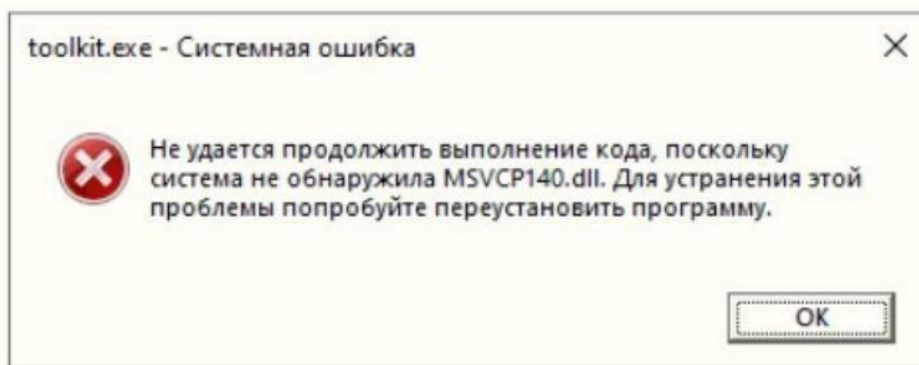 toolkit.exe - Системная ошибка
Не удается продолжить выполнение кода, поскольку
система не обнаружила MSVCP140.dll. Для устранения этой
проблемы попробуйте переустановить программу.
ОК